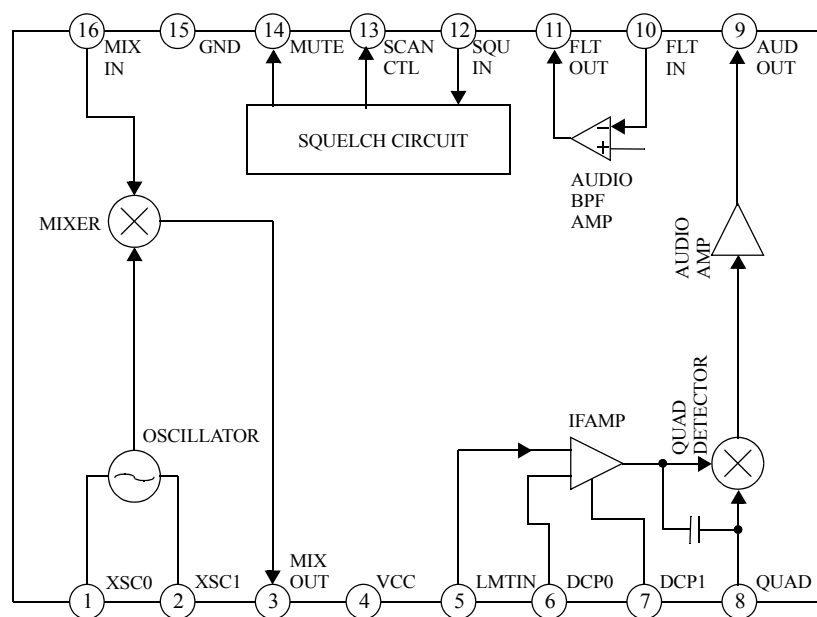 16
15
14
13
12
11
10
9
MIX
IN
GND
MUTE
SCAN
CTL
SQU
IN
FLT
OUT
FLT
IN
AUD
OUT
SQUELCH CIRCUIT
−
+
AUDIO
BPF
AMP
MIXER
AUDIO
AMP
OSCILLATOR
IFAMP
QUAD
DETECTOR
XSC0
XSC1
MIX
OUT
VCC
LMTIN
DCP0
DCP1
QUAD
1
2
3
4
5
6
7
8